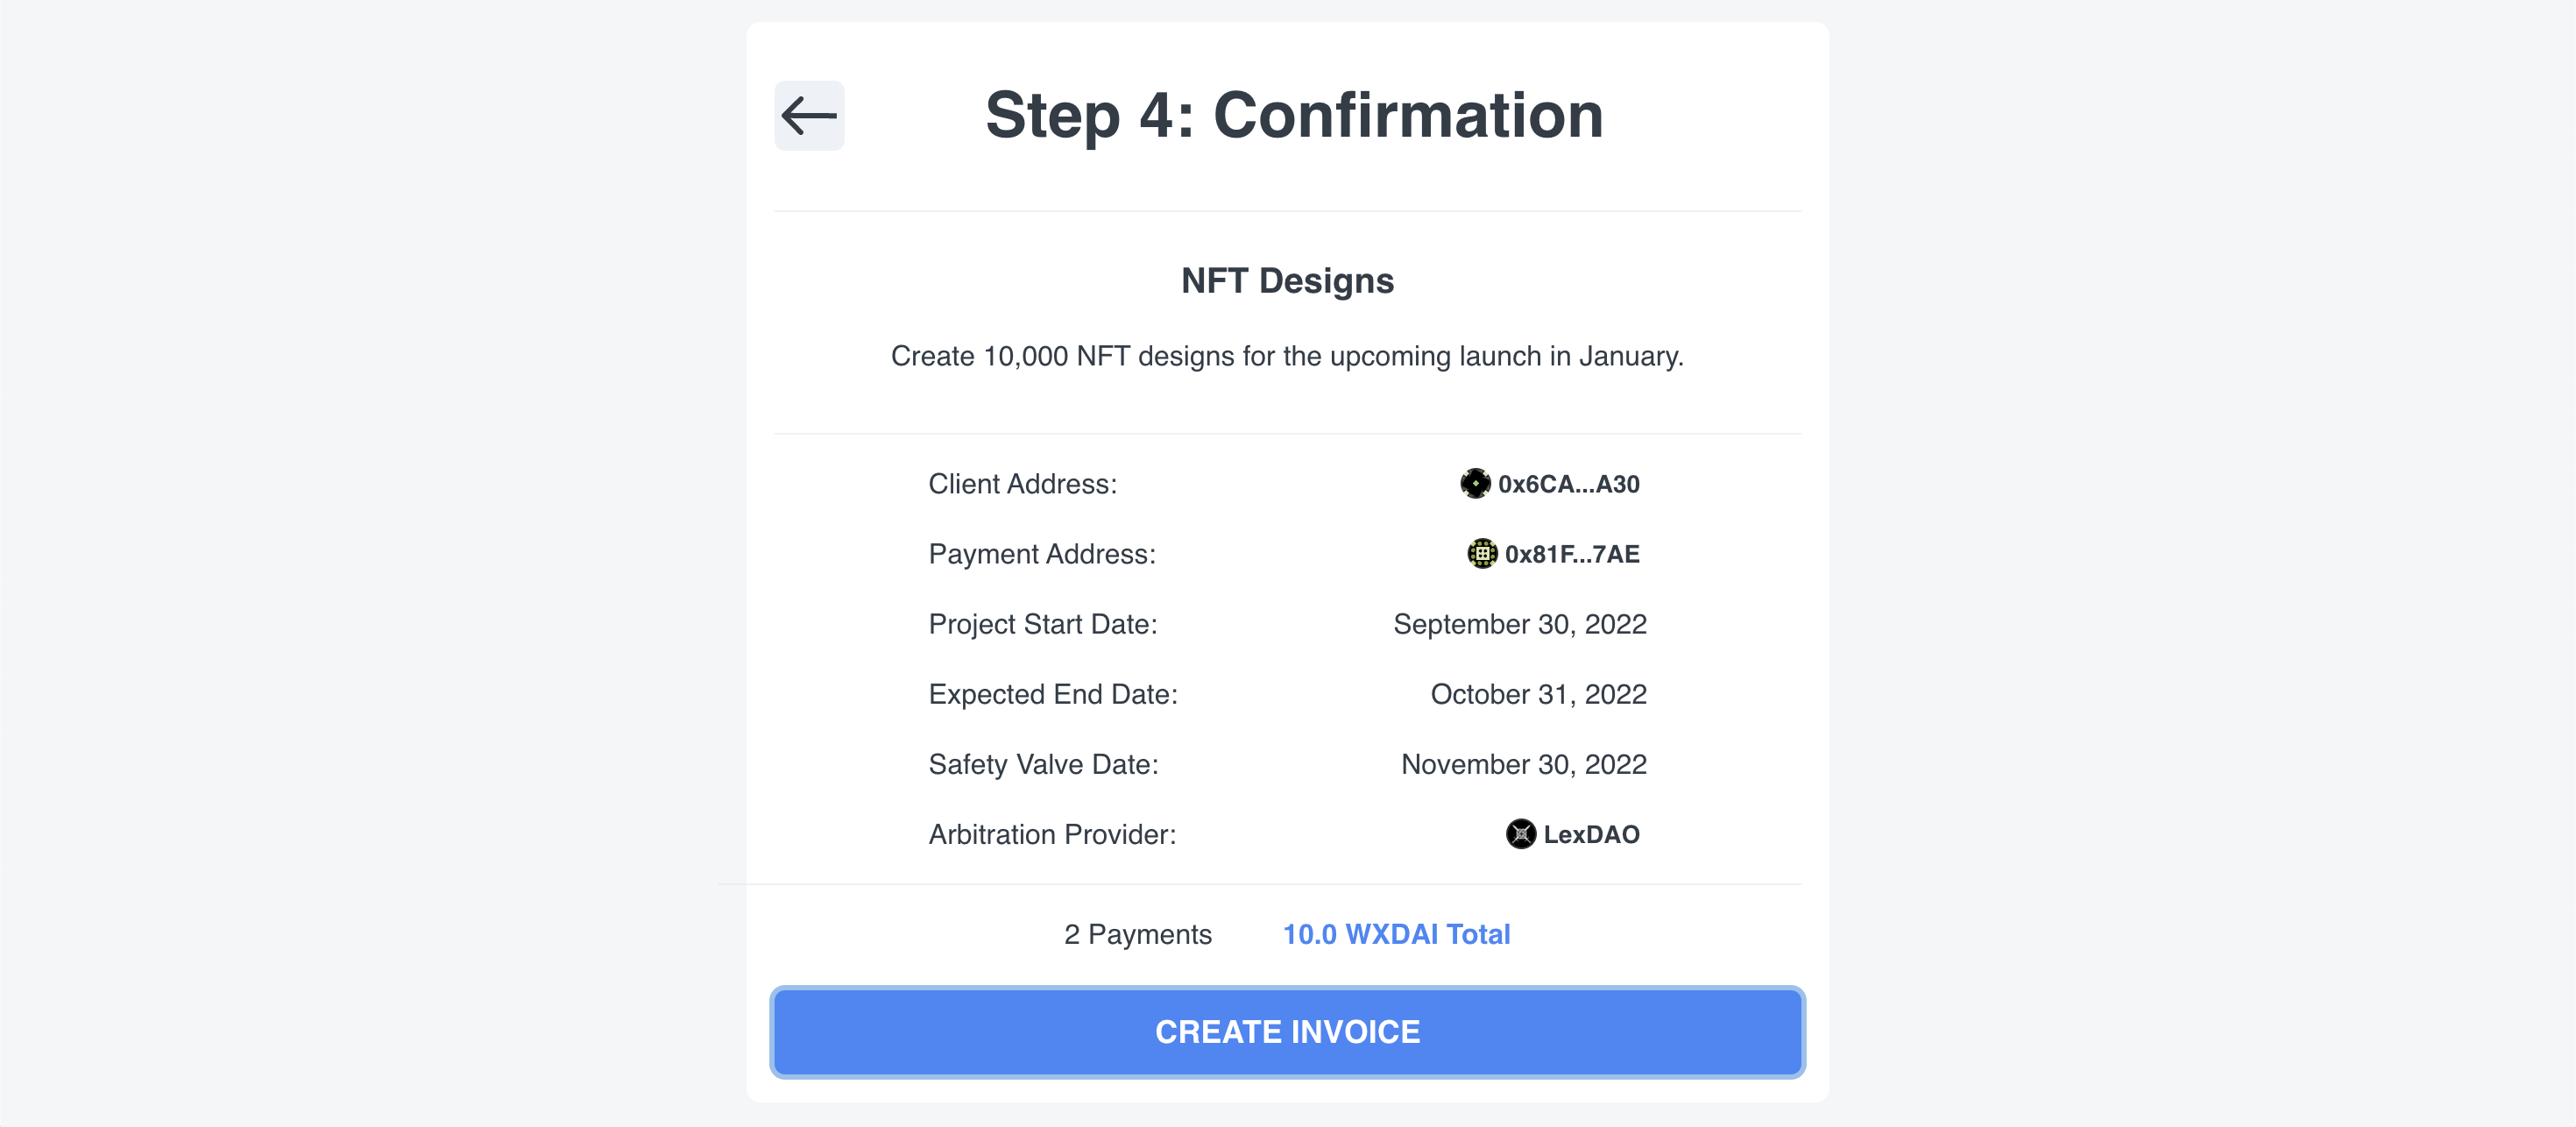 Step 4: Confirmation
NFT Designs
Create 10,000 NFT designs for the upcoming launch in January.
Client Address: 0x6CA...A30
Payment Address: 0x81F...7AE
Project Start Date: September 30, 2022
Expected End Date: October 31, 2022
Safety Valve Date: November 30, 2022
Arbitration Provider: LexDAO
2 Payments 10.0 WXDAI Total
CREATE INVOICE